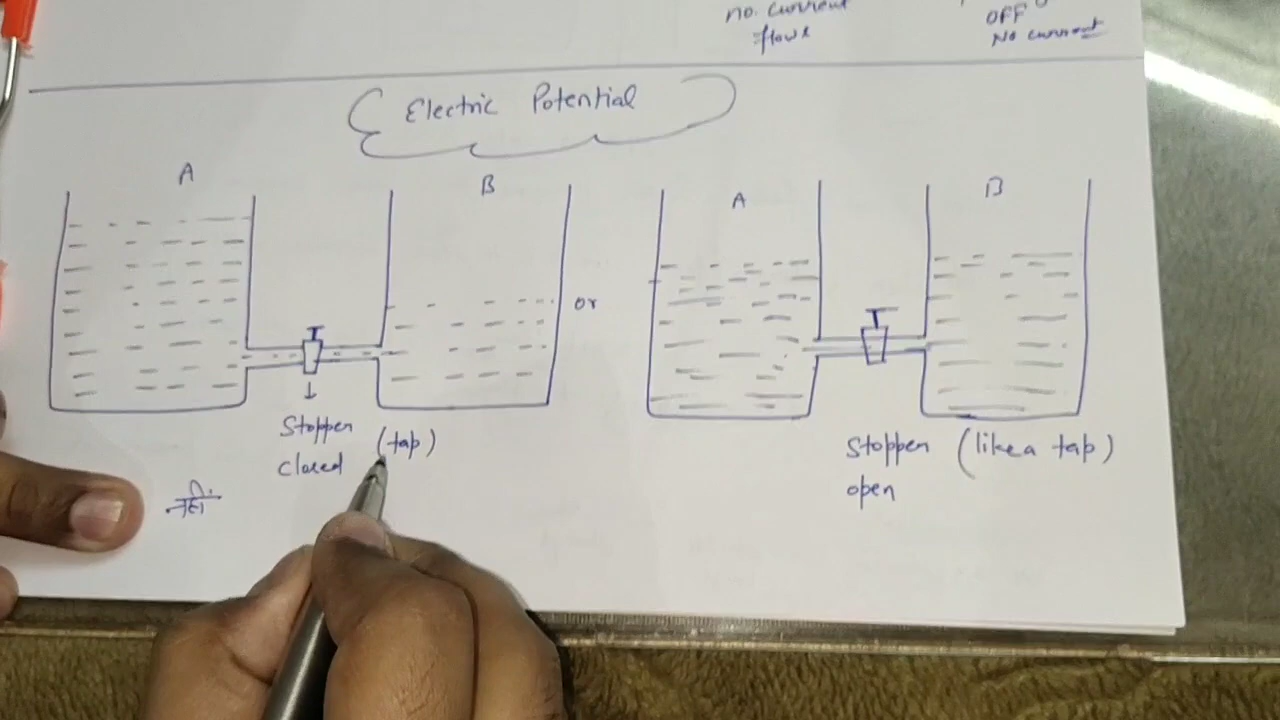 no. current
flows
OFF
No current
Electric Potential
A
B
or
A
B
Stopper (tap)
closed
Stopper (like a tap)
open
नहीं